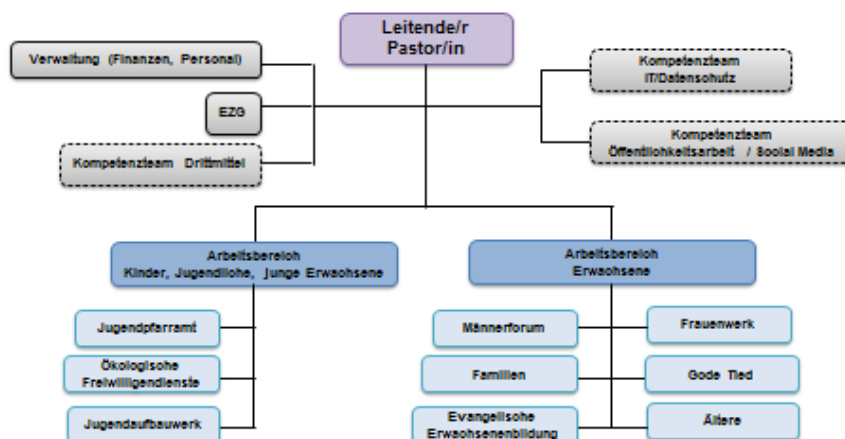 Leitende/r
Pastor/in
Verwaltung (Finanzen, Personal)
EZG
Kompetenzteam Drittmittel
Kompetenzteam
IT/Datenschutz
Kompetenzteam
Öffentlichkeitsarbeit / Social Media
Arbeitsbereich
Kinder, Jugendliche, junge Erwachsene
Jugendpfarramt
Ökologische
Freiwilligendienste
Jugendaufbauwerk
Arbeitsbereich
Erwachsene
Männerforum
Frauenwerk
Familien
Gode Tied
Evangelische
Erwachsenenbildung
Ältere